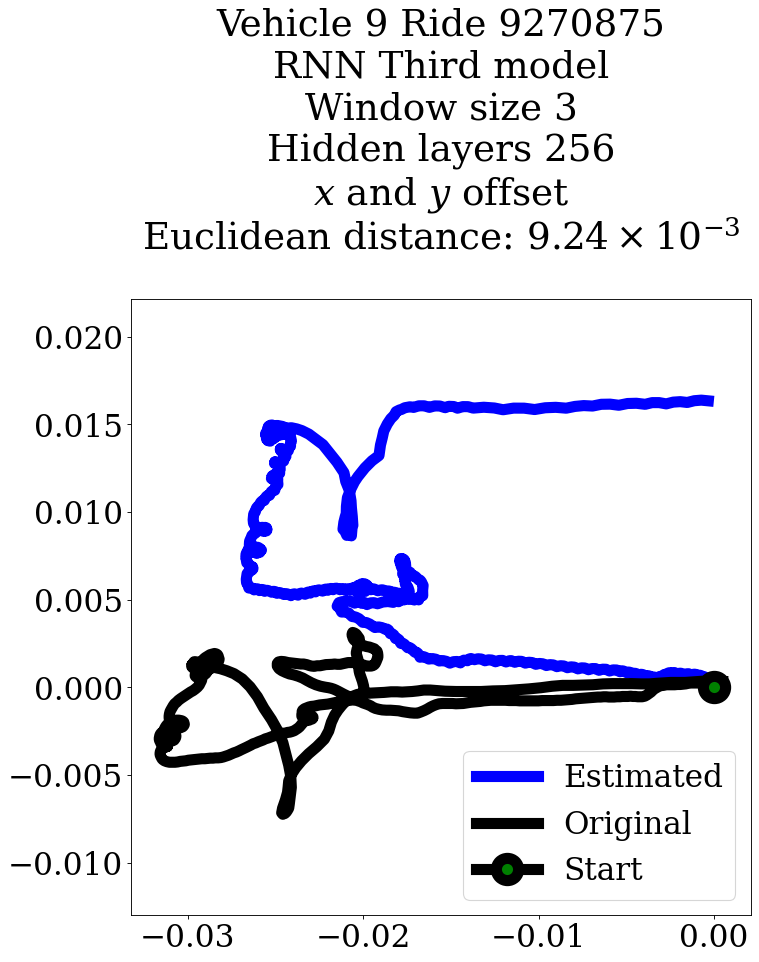 Vehicle 9 Ride 9270875
RNN Third model
Window size 3
Hidden layers 256
x and y offset
Euclidean distance: 9.24 × 10⁻³
0.020
0.015
0.010
0.005
0.000
−0.005
−0.010
Estimated
Original
Start
−0.03 −0.02 −0.01 0.00